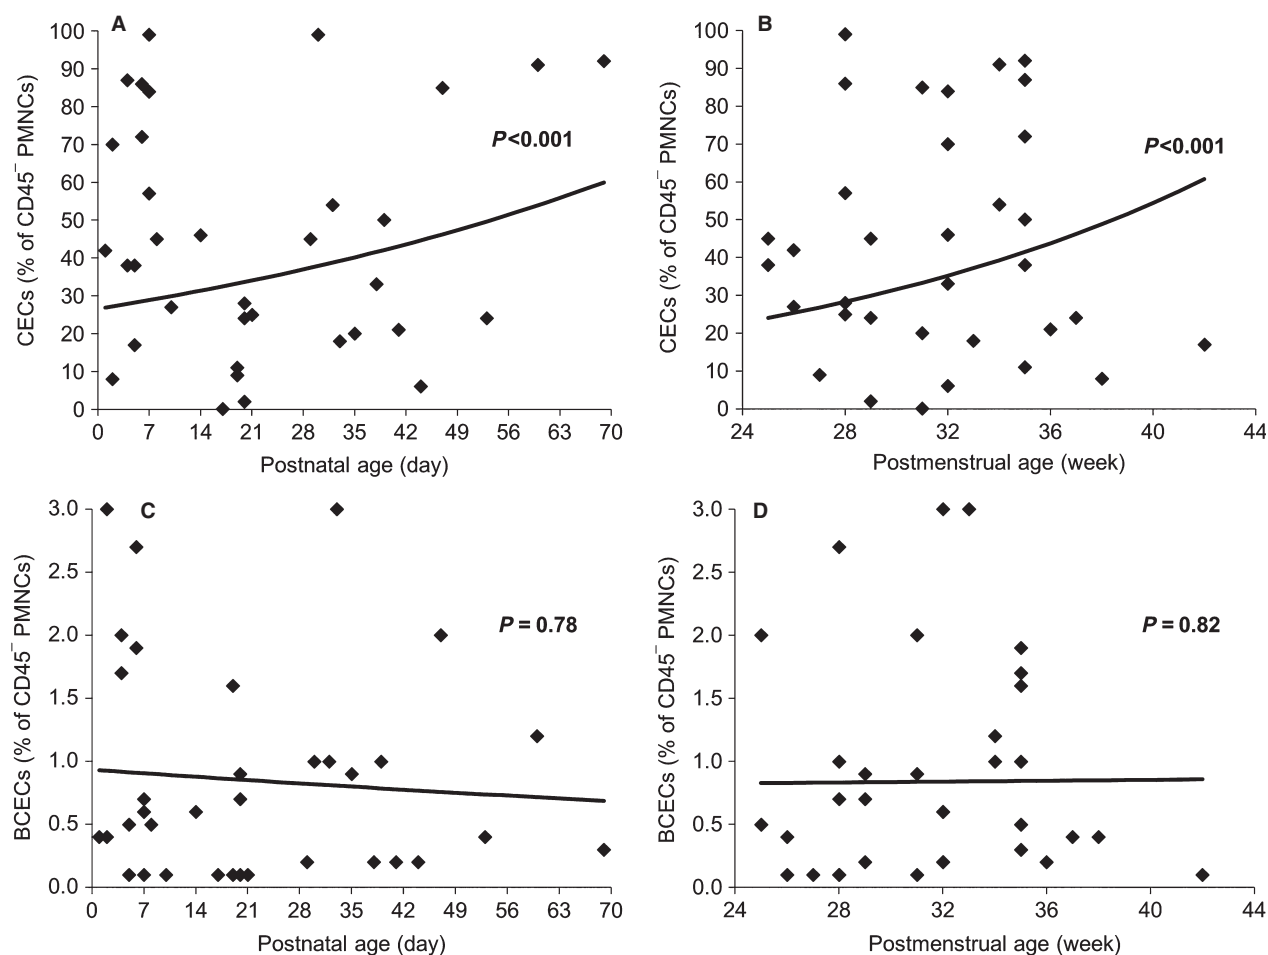 A
CECs (% of CD45⁻ PMNCs)
100
90
80
70
60
50
40
30
20
10
0
P<0.001
0 7 14 21 28 35 42 49 56 63 70
Postnatal age (day)
B
CECs (% of CD45⁻ PMNCs)
100
90
80
70
60
50
40
30
20
10
0
P<0.001
24 28 32 36 40 44
Postmenstrual age (week)
C
BCECs (% of CD45⁻ PMNCs)
3.0
2.5
2.0
1.5
1.0
0.5
0.0
P = 0.78
0 7 14 21 28 35 42 49 56 63 70
Postnatal age (day)
D
BCECs (% of CD45⁻ PMNCs)
3.0
2.5
2.0
1.5
1.0
0.5
0.0
P = 0.82
24 28 32 36 40 44
Postmenstrual age (week)